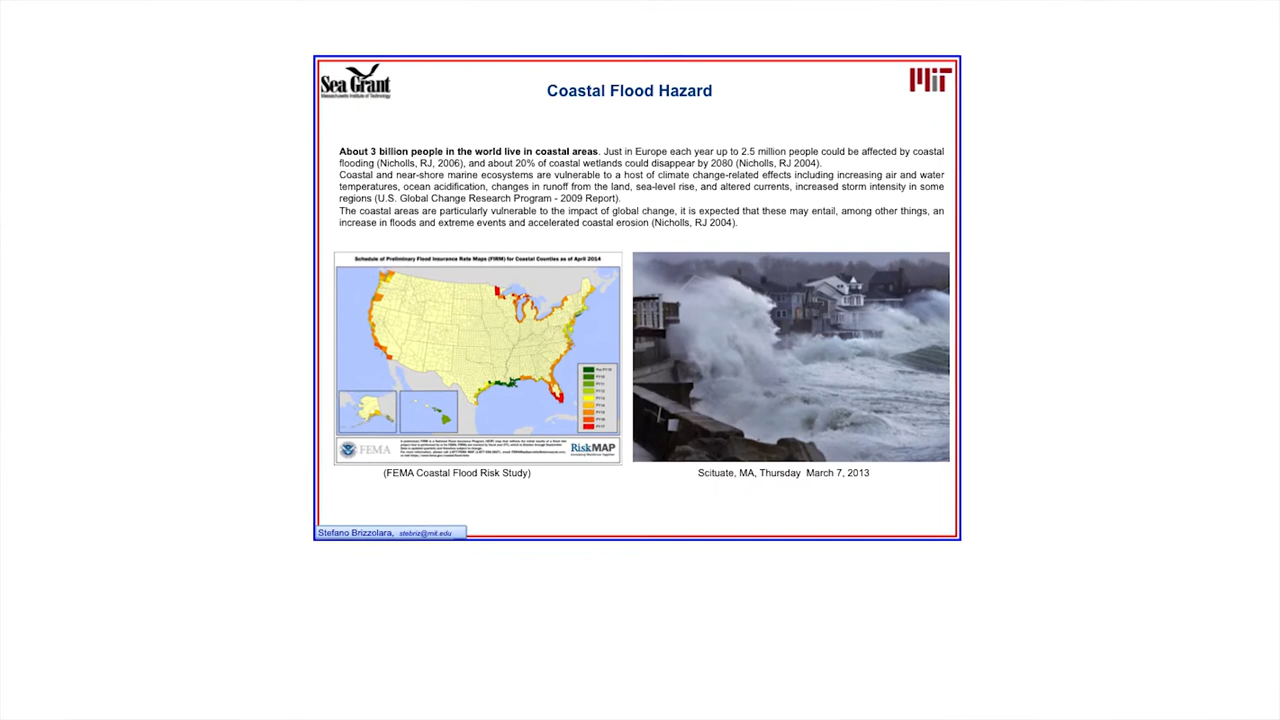 Sea Grant
Massachusetts Institute of Technology
MIT
Coastal Flood Hazard
About 3 billion people in the world live in coastal areas. Just in Europe each year up to 2.5 million people could be affected by coastal
flooding (Nicholls, RJ, 2006), and about 20% of coastal wetlands could disappear by 2080 (Nicholls, RJ 2004).
Coastal and near-shore marine ecosystems are vulnerable to a host of climate change-related effects including increasing air and water
temperatures, ocean acidification, changes in runoff from the land, sea-level rise, and altered currents, increased storm intensity in some
regions (U.S. Global Change Research Program - 2009 Report).
The coastal areas are particularly vulnerable to the impact of global change, it is expected that these may entail, among other things, an
increase in floods and extreme events and accelerated coastal erosion (Nicholls, RJ 2004).
Schedule of Preliminary Flood Insurance Rate Maps (FIRM) for Coastal Counties as of April 2014
FEMA
RiskMAP
Increasing Resilience Together
(FEMA Coastal Flood Risk Study)
Scituate, MA, Thursday March 7, 2013
Stefano Brizzolara, stebriz@mit.edu